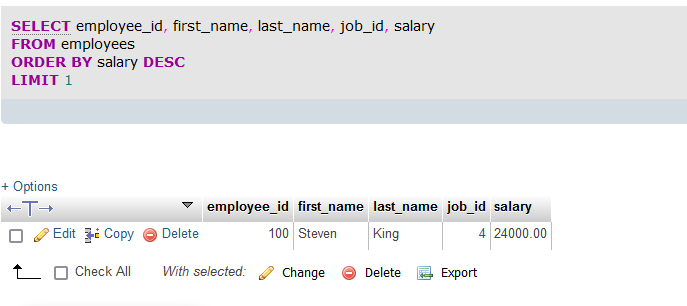 SELECT employee_id, first_name, last_name, job_id, salary
FROM employees
ORDER BY salary DESC
LIMIT 1
+ Options
←T→ employee_id first_name last_name job_id salary
Edit Copy Delete 100 Steven King 4 24000.00
Check All With selected: Change Delete Export